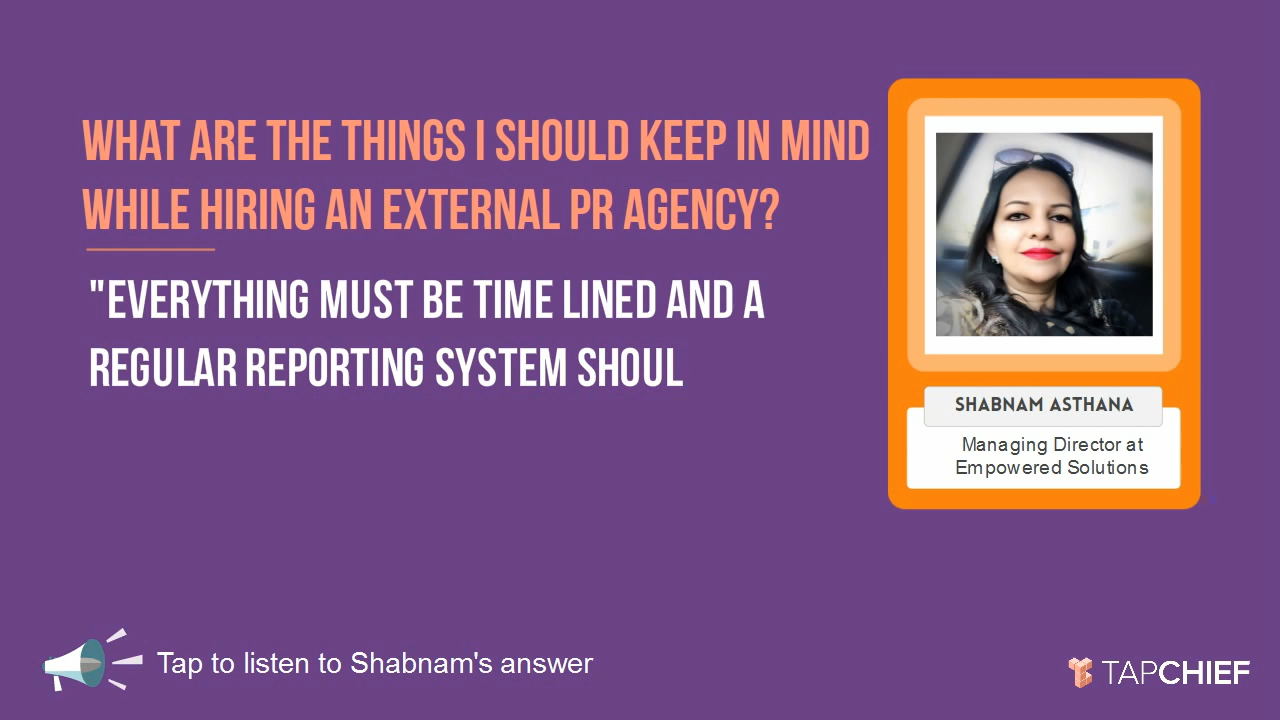 WHAT ARE THE THINGS I SHOULD KEEP IN MIND
WHILE HIRING AN EXTERNAL PR AGENCY?
"EVERYTHING MUST BE TIME LINED AND A
REGULAR REPORTING SYSTEM SHOUL
SHABNAM ASTHANA
Managing Director at
Empowered Solutions
Tap to listen to Shabnam's answer
TAPCHIEF